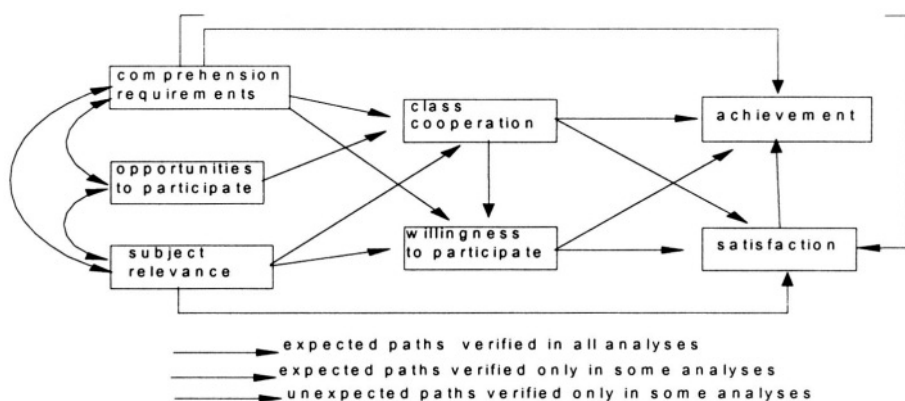 comprehension
requirements
class
cooperation
achievement
opportunities
to participate
willingness
to participate
subject
relevance
satisfaction
expected paths verified in all analyses
expected paths verified only in some analyses
unexpected paths verified only in some analyses